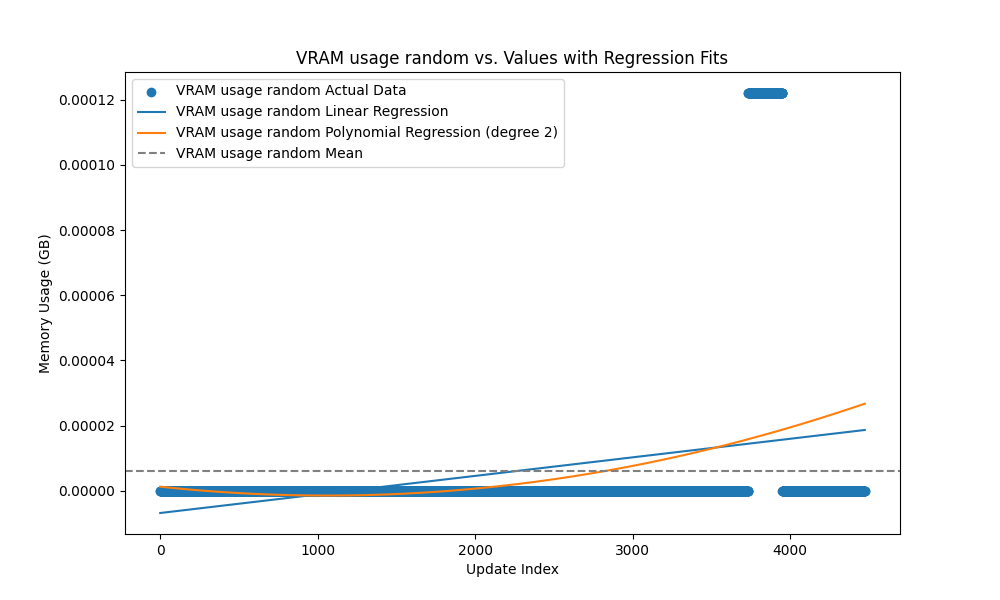 VRAM usage random vs. Values with Regression Fits
VRAM usage random Actual Data
VRAM usage random Linear Regression
VRAM usage random Polynomial Regression (degree 2)
VRAM usage random Mean
0.00012
0.00010
0.00008
0.00006
0.00004
0.00002
0.00000
Memory Usage (GB)
0 1000 2000 3000 4000
Update Index